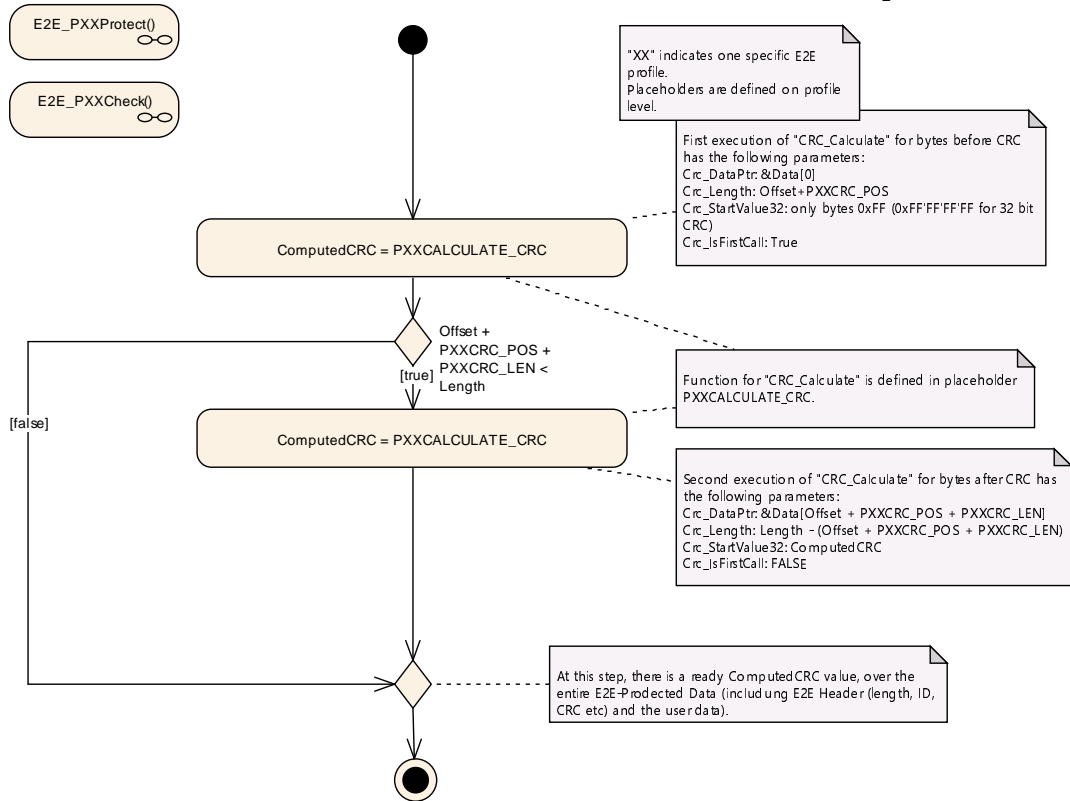 E2E_PXXProtect()
E2E_PXXCheck()
"XX" indicates one specific E2E
profile.
Placeholders are defined on profile
level.
First execution of "CRC_Calculate" for bytes before CRC
has the following parameters:
Crc_DataPtr: &Data[0]
Crc_Length: Offset+PXXCRC_POS
Crc_StartValue32: only bytes 0xFF (0xFF'FF'FF'FF for 32 bit
CRC)
Crc_IsFirstCall: True
ComputedCRC = PXXCALCULATE_CRC
Offset +
PXXCRC_POS +
PXXCRC_LEN <
Length
[true]
[false]
Function for "CRC_Calculate" is defined in placeholder
PXXCALCULATE_CRC.
ComputedCRC = PXXCALCULATE_CRC
Second execution of "CRC_Calculate" for bytes after CRC has
the following parameters:
Crc_DataPtr: &Data[Offset + PXXCRC_POS + PXXCRC_LEN]
Crc_Length: Length - (Offset + PXXCRC_POS + PXXCRC_LEN)
Crc_StartValue32: ComputedCRC
Crc_IsFirstCall: FALSE
At this step, there is a ready ComputedCRC value, over the
entire E2E-Prodected Data (includung E2E Header (length, ID,
CRC etc) and the user data).